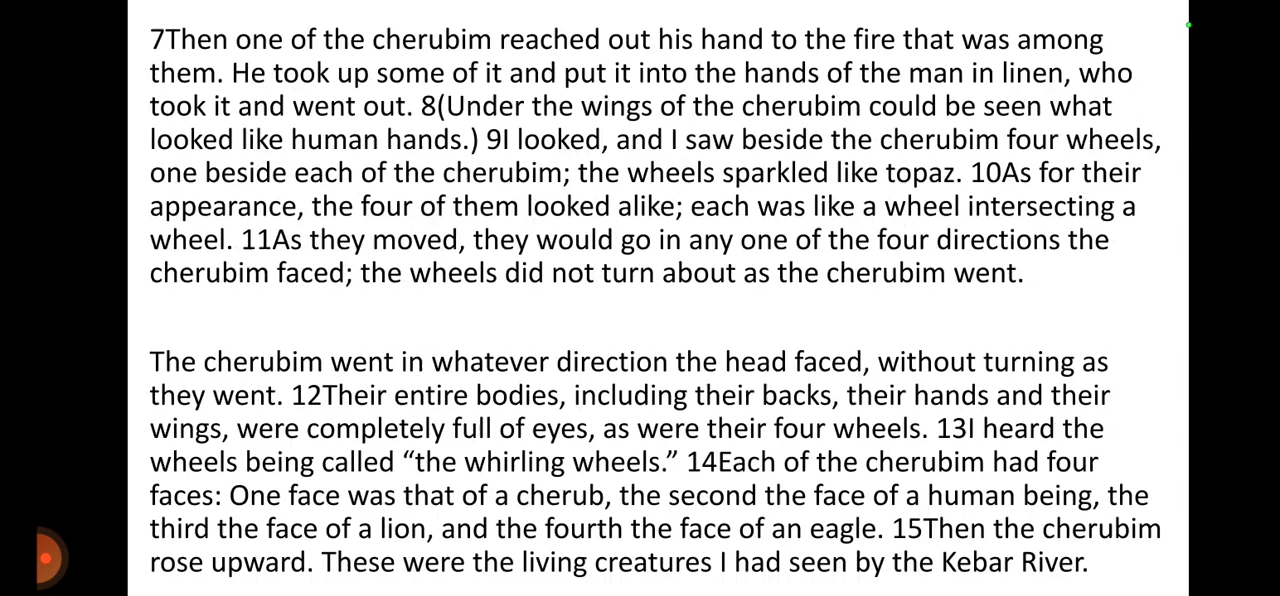 7Then one of the cherubim reached out his hand to the fire that was among
them. He took up some of it and put it into the hands of the man in linen, who
took it and went out. 8(Under the wings of the cherubim could be seen what
looked like human hands.) 9I looked, and I saw beside the cherubim four wheels,
one beside each of the cherubim; the wheels sparkled like topaz. 10As for their
appearance, the four of them looked alike; each was like a wheel intersecting a
wheel. 11As they moved, they would go in any one of the four directions the
cherubim faced; the wheels did not turn about as the cherubim went.
The cherubim went in whatever direction the head faced, without turning as
they went. 12Their entire bodies, including their backs, their hands and their
wings, were completely full of eyes, as were their four wheels. 13I heard the
wheels being called “the whirling wheels.” 14Each of the cherubim had four
faces: One face was that of a cherub, the second the face of a human being, the
third the face of a lion, and the fourth the face of an eagle. 15Then the cherubim
rose upward. These were the living creatures I had seen by the Kebar River.